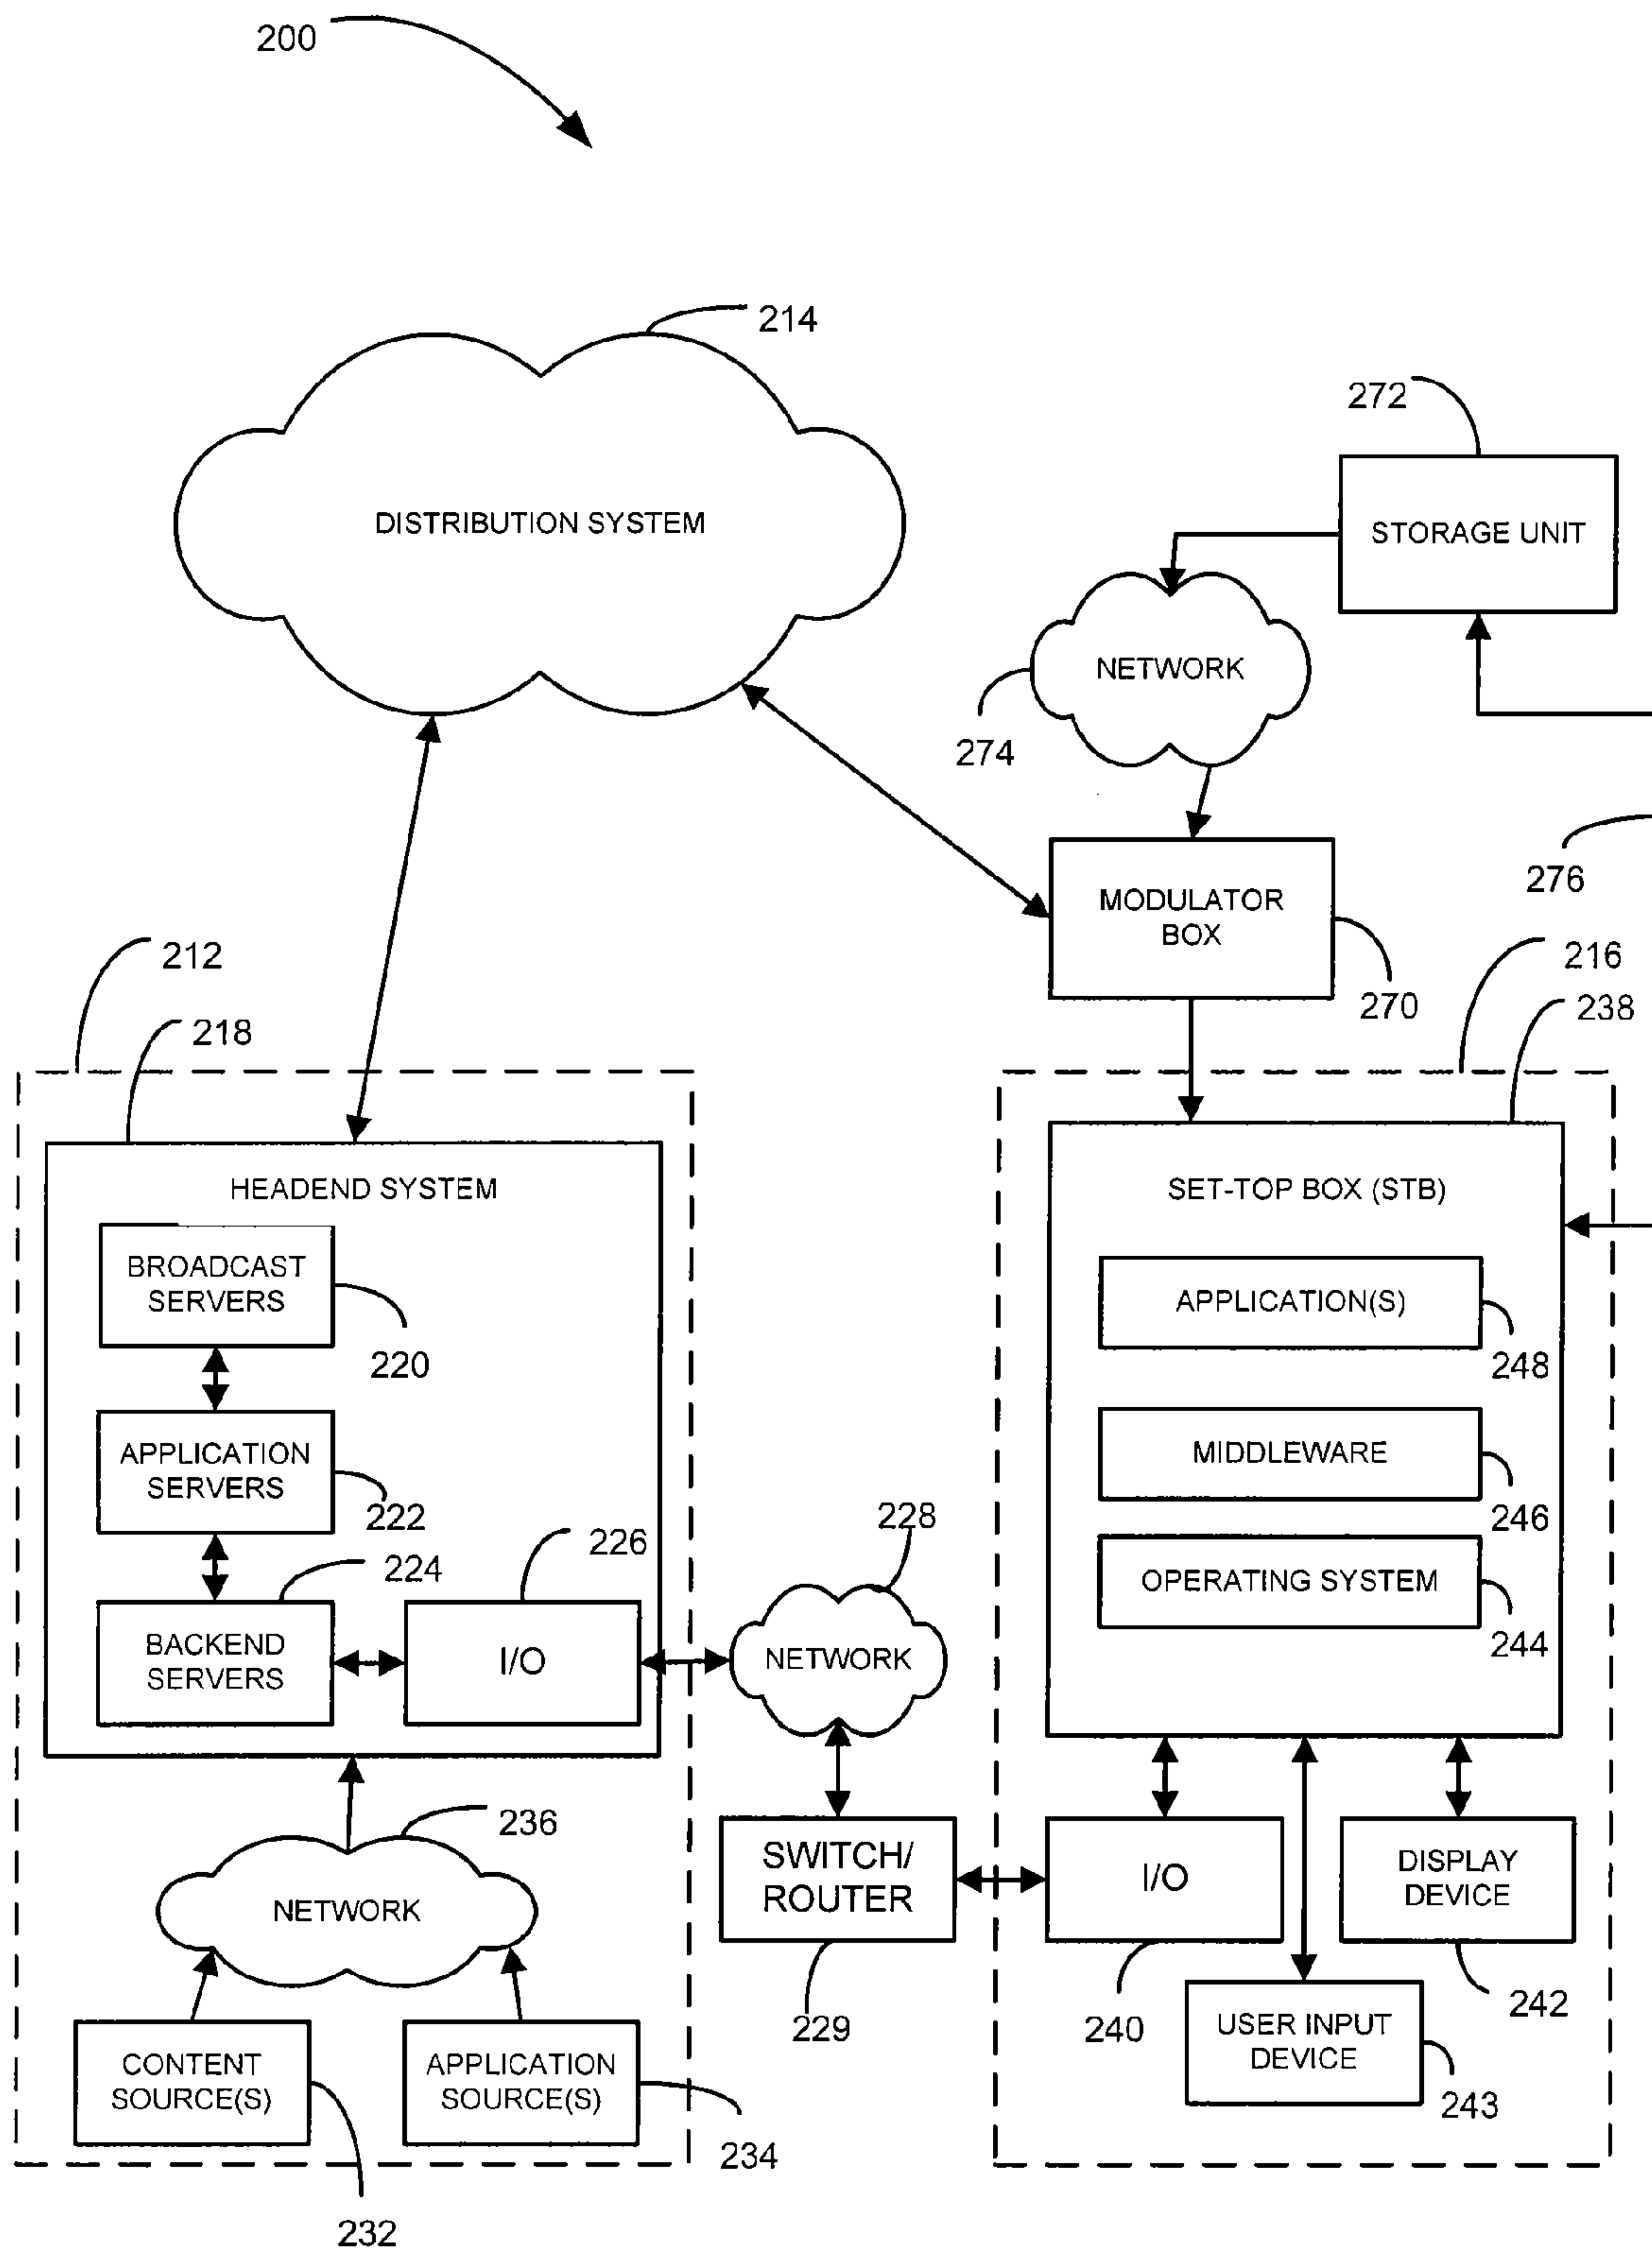 200
214
DISTRIBUTION SYSTEM
272
STORAGE UNIT
NETWORK
274
276
MODULATOR
BOX
270
212
218
216
238
HEADEND SYSTEM
BROADCAST
SERVERS
220
APPLICATION
SERVERS
222
224
226
BACKEND
SERVERS
I/O
228
NETWORK
SET-TOP BOX (STB)
APPLICATION(S)
248
MIDDLEWARE
246
OPERATING SYSTEM
244
236
NETWORK
SWITCH/
ROUTER
229
I/O
240
DISPLAY
DEVICE
242
USER INPUT
DEVICE
243
CONTENT
SOURCE(S)
232
APPLICATION
SOURCE(S)
234